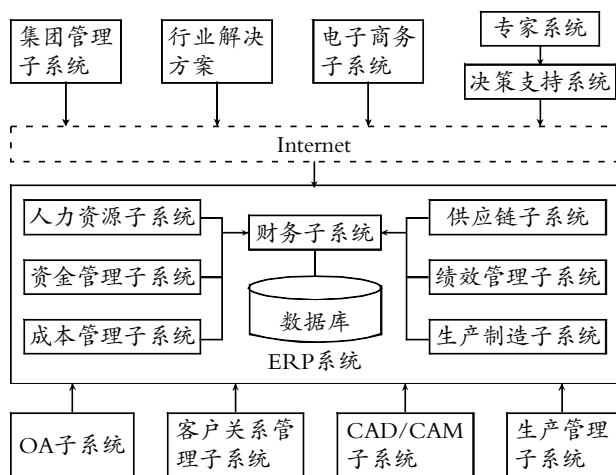 集团管理
子系统
行业解决
方案
电子商务
子系统
专家系统
决策支持系统
Internet
人力资源子系统
财务子系统
供应链子系统
资金管理子系统
绩效管理子系统
数据库
成本管理子系统
生产制造子系统
ERP系统
OA子系统
客户关系管
理子系统
CAD/CAM
子系统
生产管理
子系统